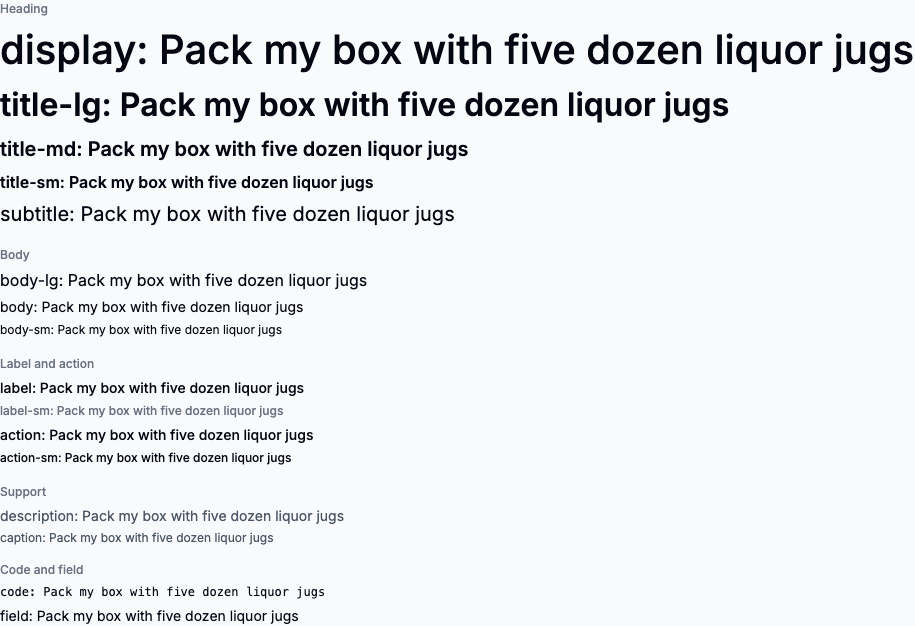 Heading
display: Pack my box with five dozen liquor jugs
title-lg: Pack my box with five dozen liquor jugs
title-md: Pack my box with five dozen liquor jugs
title-sm: Pack my box with five dozen liquor jugs
subtitle: Pack my box with five dozen liquor jugs
Body
body-lg: Pack my box with five dozen liquor jugs
body: Pack my box with five dozen liquor jugs
body-sm: Pack my box with five dozen liquor jugs
Label and action
label: Pack my box with five dozen liquor jugs
label-sm: Pack my box with five dozen liquor jugs
action: Pack my box with five dozen liquor jugs
action-sm: Pack my box with five dozen liquor jugs
Support
description: Pack my box with five dozen liquor jugs
caption: Pack my box with five dozen liquor jugs
Code and field
code: Pack my box with five dozen liquor jugs
field: Pack my box with five dozen liquor jugs